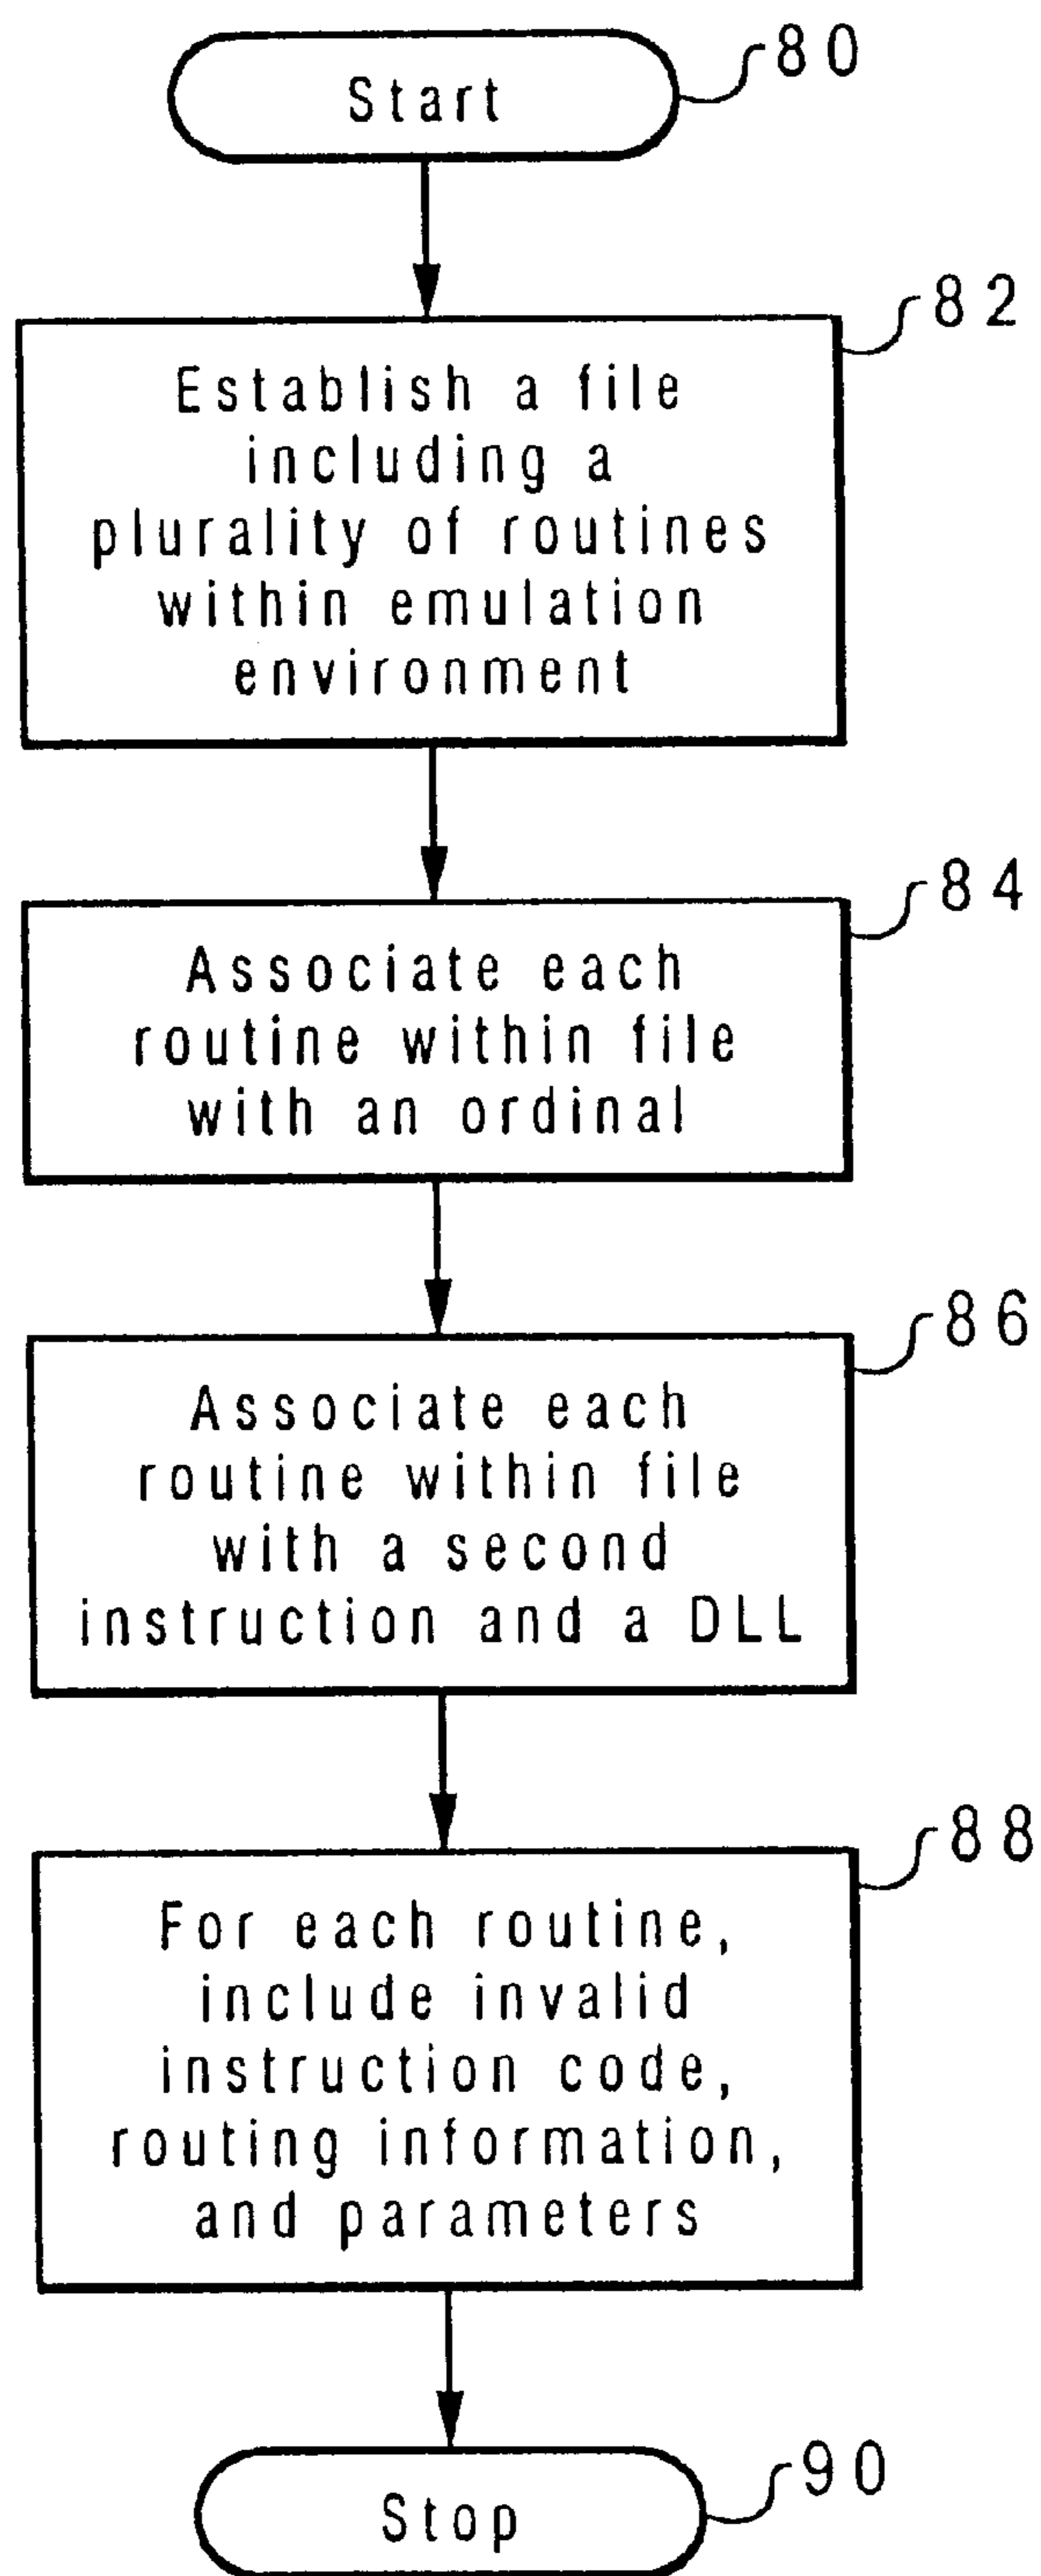 Start
80
82
Establish a file
including a
plurality of routines
within emulation
environment
84
Associate each
routine within file
with an ordinal
86
Associate each
routine within file
with a second
instruction and a DLL
88
For each routine,
include invalid
instruction code,
routing information,
and parameters
Stop
90